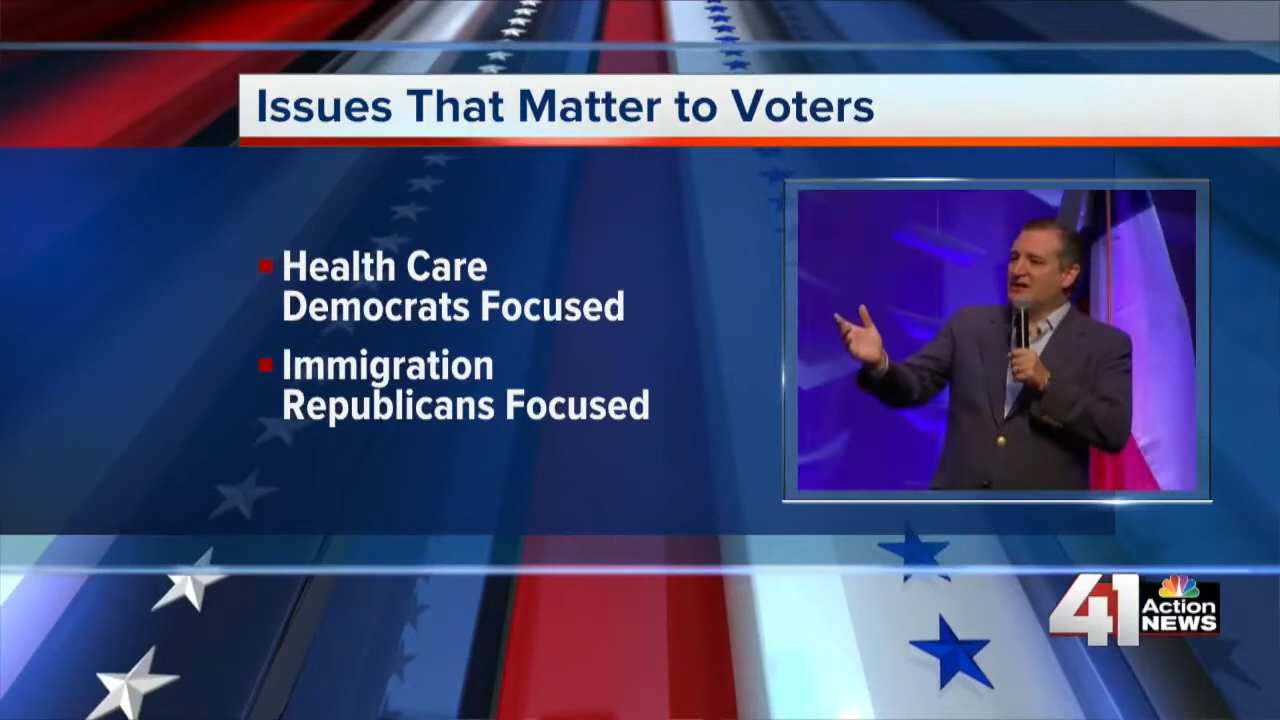 Issues That Matter to Voters
Health Care
Democrats Focused
Immigration
Republicans Focused
41
Action
NEWS